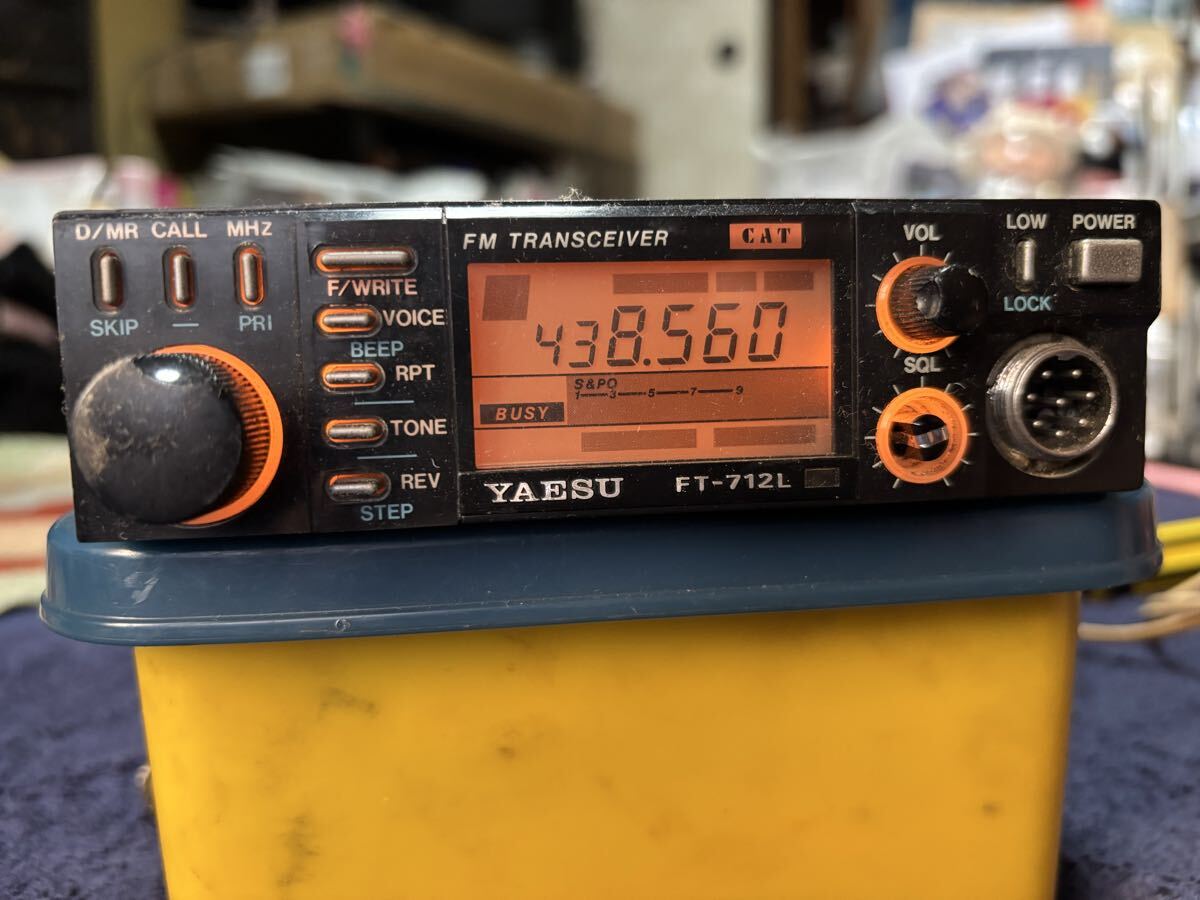 D/MR CALL MHz
SKIP — PRI
F/WRITE
VOICE
BEEP
RPT
TONE
REV
STEP
FM TRANSCEIVER CAT
438.560
S&PO
1 3 5 7 9
BUSY
YAESU FT-712L
VOL
SQL
LOW
LOCK
POWER